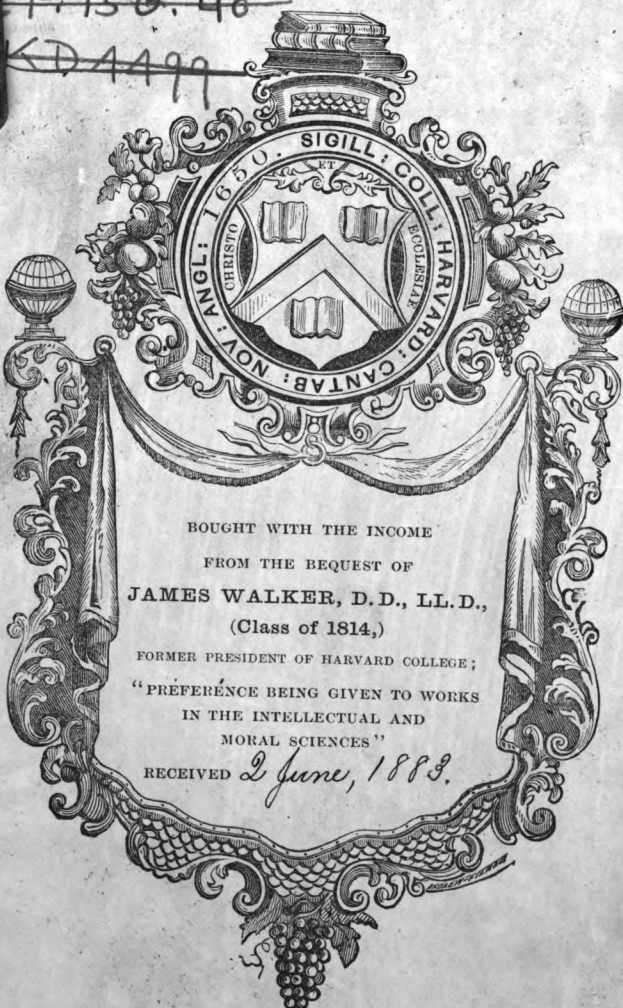 KD 4499
SIGILL: COLL: HARVARD: CANTAB: NOV: ANGL: 1650.
ET
CHRISTO
ECCLESIAE
BOUGHT WITH THE INCOME
FROM THE BEQUEST OF
JAMES WALKER, D.D., LL.D.,
(Class of 1814,)
FORMER PRESIDENT OF HARVARD COLLEGE;
"PREFERENCE BEING GIVEN TO WORKS
IN THE INTELLECTUAL AND
MORAL SCIENCES"
RECEIVED 2 June, 1883.